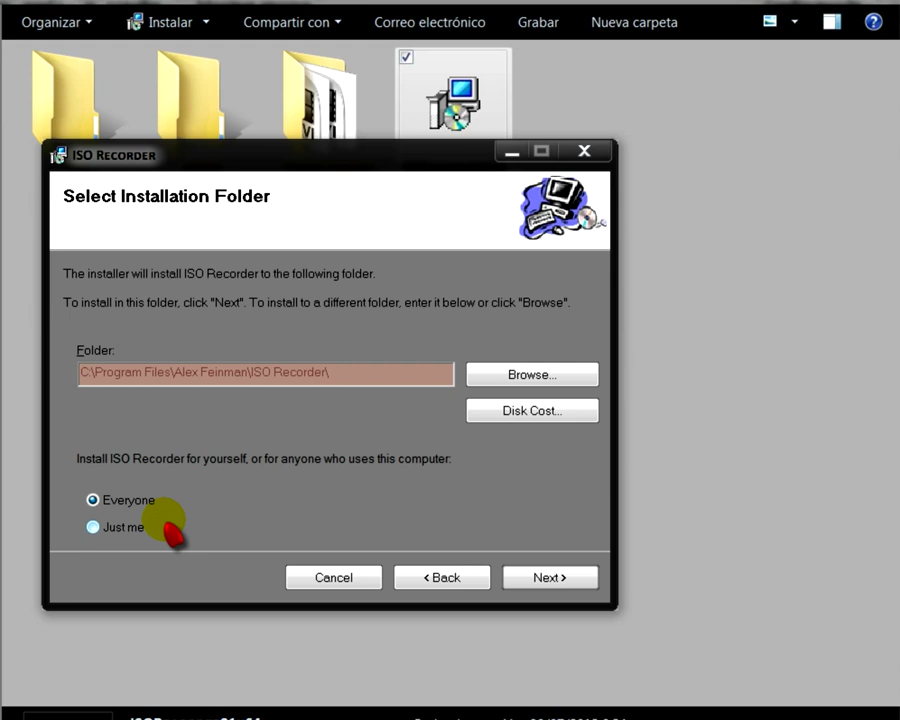 Organizar Instalar Compartir con Correo electrónico Grabar Nueva carpeta
ISO RECORDER
Select Installation Folder
The installer will install ISO Recorder to the following folder.
To install in this folder, click "Next". To install to a different folder, enter it below or click "Browse".
Folder:
C:\Program Files\Alex Feinman\ISO Recorder\
Browse...
Disk Cost...
Install ISO Recorder for yourself, or for anyone who uses this computer:
Everyone
Just me
Cancel < Back Next >